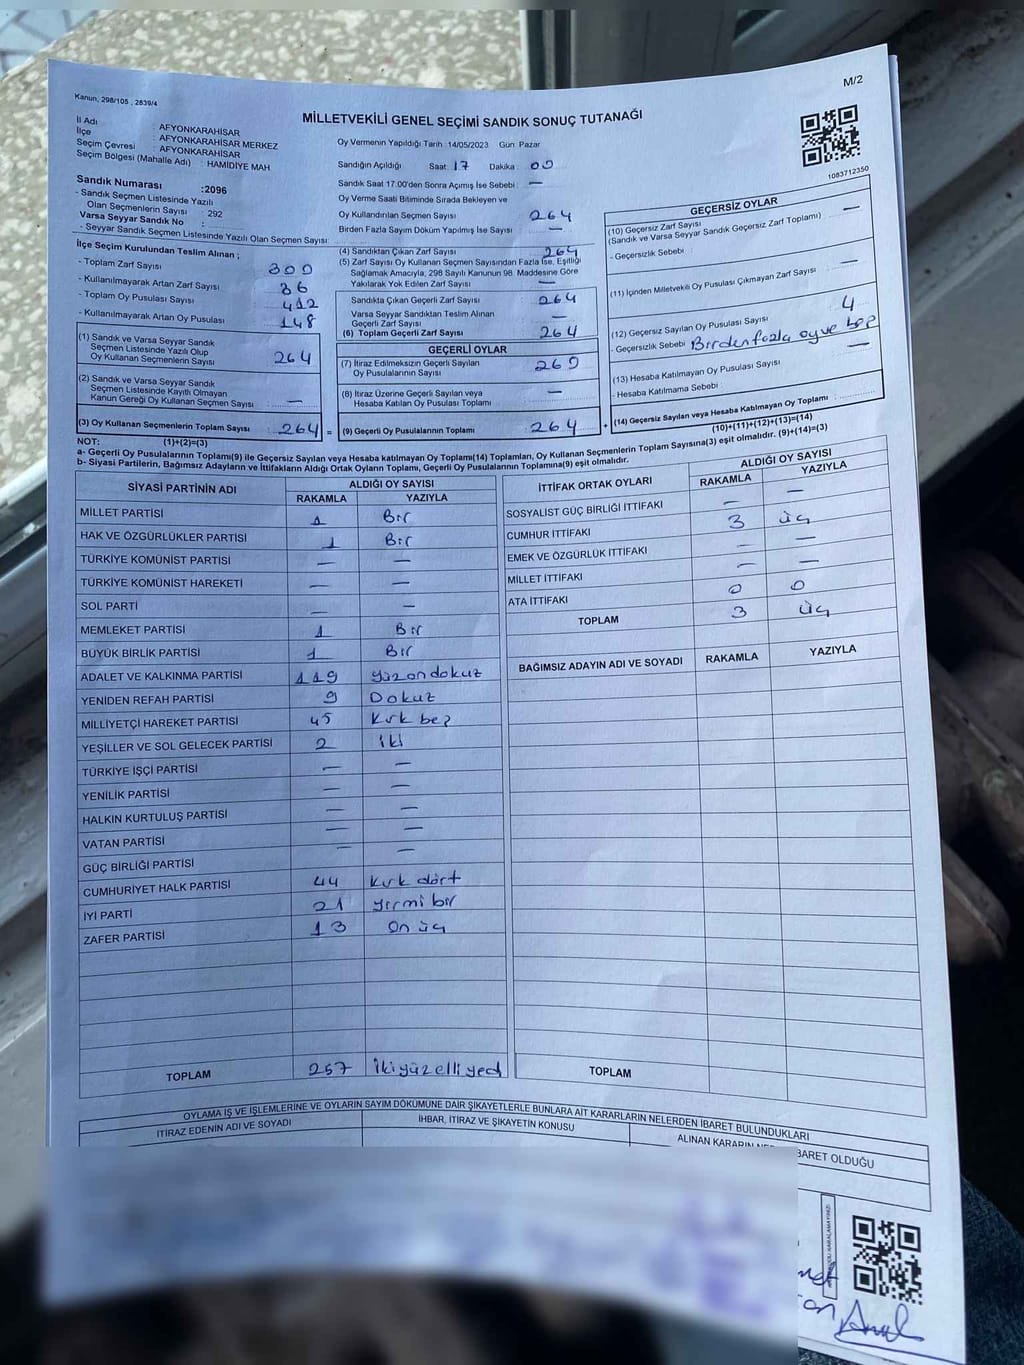 M/2
Kanun, 298/105 , 2839/4
MİLLETVEKİLİ GENEL SEÇİMİ SANDIK SONUÇ TUTANAĞI
İl Adı : AFYONKARAHİSAR
İlçe : AFYONKARAHİSAR MERKEZ
Seçim Çevresi : AFYONKARAHİSAR
Seçim Bölgesi (Mahalle Adı) : HAMİDİYE MAH
Sandık Numarası :2096
- Sandık Seçmen Listesinde Yazılı
Olan Seçmenlerin Sayısı : 292
Varsa Seyyar Sandık No :
- Seyyar Sandık Seçmen Listesinde Yazılı Olan Seçmen Sayısı:
Oy Vermenin Yapıldığı Tarih 14/05/2023 Gün Pazar
Sandığın Açıldığı Saat 17 Dakika : 00
Sandık Saat 17.00'den Sonra Açımış İse Sebebi : —
Oy Verme Saati Bitiminde Sırada Bekleyen ve
Oy Kullandırılan Seçmen Sayısı 264
Birden Fazla Sayım Döküm Yapılmış İse Sayısı —
1083712350
İlçe Seçim Kurulundan Teslim Alınan ;
- Toplam Zarf Sayısı 300
- Kullanılmayarak Artan Zarf Sayısı : 36
- Toplam Oy Pusulası Sayısı : 412
- Kullanılmayarak Artan Oy Pusulası : 148
(1) Sandık ve Varsa Seyyar Sandık
Seçmen Listesinde Yazılı Olup
Oy Kullanan Seçmenlerin Sayısı : 264
(2) Sandık ve Varsa Seyyar Sandık
Seçmen Listesinde Kayıtlı Olmayan
Kanun Gereği Oy Kullanan Seçmen Sayısı : —
(3) Oy Kullanan Seçmenlerin Toplam Sayısı : 264 =
(4) Sandıktan Çıkan Zarf Sayısı 264
(5) Zarf Sayısı Oy Kullanan Seçmen Sayısından Fazla İse, Eşitliği
Sağlamak Amacıyla, 298 Sayılı Kanunun 98. Maddesine Göre
Yakılarak Yok Edilen Zarf Sayısı —
Sandıkta Çıkan Geçerli Zarf Sayısı : 264
Varsa Seyyar Sandıktan Teslim Alınan
Geçerli Zarf Sayısı —
(6) Toplam Geçerli Zarf Sayısı : 264
GEÇERLİ OYLAR
(7) İtiraz Edilmeksizin Geçerli Sayılan
Oy Pusulalarının Sayısı : 260
(8) İtiraz Üzerine Geçerli Sayılan veya
Hesaba Katılan Oy Pusulası Toplamı : —
(9) Geçerli Oy Pusulalarının Toplamı : 264 +
GEÇERSİZ OYLAR
(10) Geçersiz Zarf Sayısı —
(Sandık ve Varsa Seyyar Sandık Geçersiz Zarf Toplamı)
- Geçersizlik Sebebi :
(11) İçinden Milletvekili Oy Pusulası Çıkmayan Zarf Sayısı —
(12) Geçersiz Sayılan Oy Pusulası Sayısı 4
- Geçersizlik Sebebi Birden fazla oy ve boş
(13) Hesaba Katılmayan Oy Pusulası Sayısı —
- Hesaba Katılmama Sebebi :
(14) Geçersiz Sayılan veya Hesaba Katılmayan Oy Toplamı :
(10)+(11)+(12)+(13)=(14)
NOT: (1)+(2)=(3)
a- Geçerli Oy Pusulalarının Toplamı(9) ile Geçersiz Sayılan veya Hesaba katılmayan Oy Toplamı(14) Toplamları, Oy Kullanan Seçmenlerin Toplam Sayısına(3) eşit olmalıdır. (9)+(14)=(3)
b- Siyasi Partilerin, Bağımsız Adayların ve İttifakların Aldığı Ortak Oyların Toplamı, Geçerli Oy Pusulalarının Toplamına(9) eşit olmalıdır.
SİYASİ PARTİNİN ADI ALDIĞI OY SAYISI
RAKAMLA YAZIYLA
MİLLET PARTİSİ 1 Bir
HAK VE ÖZGÜRLÜKLER PARTİSİ 1 Bir
TÜRKİYE KOMÜNİST PARTİSİ — —
TÜRKİYE KOMÜNİST HAREKETİ — —
SOL PARTİ — —
MEMLEKET PARTİSİ 1 Bir
BÜYÜK BİRLİK PARTİSİ 1 Bir
ADALET VE KALKINMA PARTİSİ 119 yüzondokuz
YENİDEN REFAH PARTİSİ 9 Dokuz
MİLLİYETÇİ HAREKET PARTİSİ 45 kırk beş
YEŞİLLER VE SOL GELECEK PARTİSİ 2 iki
TÜRKİYE İŞÇİ PARTİSİ — —
YENİLİK PARTİSİ — —
HALKIN KURTULUŞ PARTİSİ — —
VATAN PARTİSİ — —
GÜÇ BİRLİĞİ PARTİSİ — —
CUMHURİYET HALK PARTİSİ 44 kırk dört
İYİ PARTİ 21 yirmi bir
ZAFER PARTİSİ 13 on üç
TOPLAM 257 İkiyüzelliyedi
İTTİFAK ORTAK OYLARI ALDIĞI OY SAYISI
RAKAMLA YAZIYLA
SOSYALİST GÜÇ BİRLİĞİ İTTİFAKI — —
CUMHUR İTTİFAKI 3 üç
EMEK VE ÖZGÜRLÜK İTTİFAKI — —
MİLLET İTTİFAKI — —
ATA İTTİFAKI 0 0
TOPLAM 3 üç
BAĞIMSIZ ADAYIN ADI VE SOYADI RAKAMLA YAZIYLA
TOPLAM
OYLAMA İŞ VE İŞLEMLERİNE VE OYLARIN SAYIM DÖKÜMÜNE DAİR ŞİKAYETLERLE BUNLARA AİT KARARLARIN NELERDEN İBARET BULUNDUKLARI
İTİRAZ EDENİN ADI VE SOYADI İHBAR, İTİRAZ VE ŞİKAYETİN KONUSU ALINAN KARARIN BARET OLDUĞU